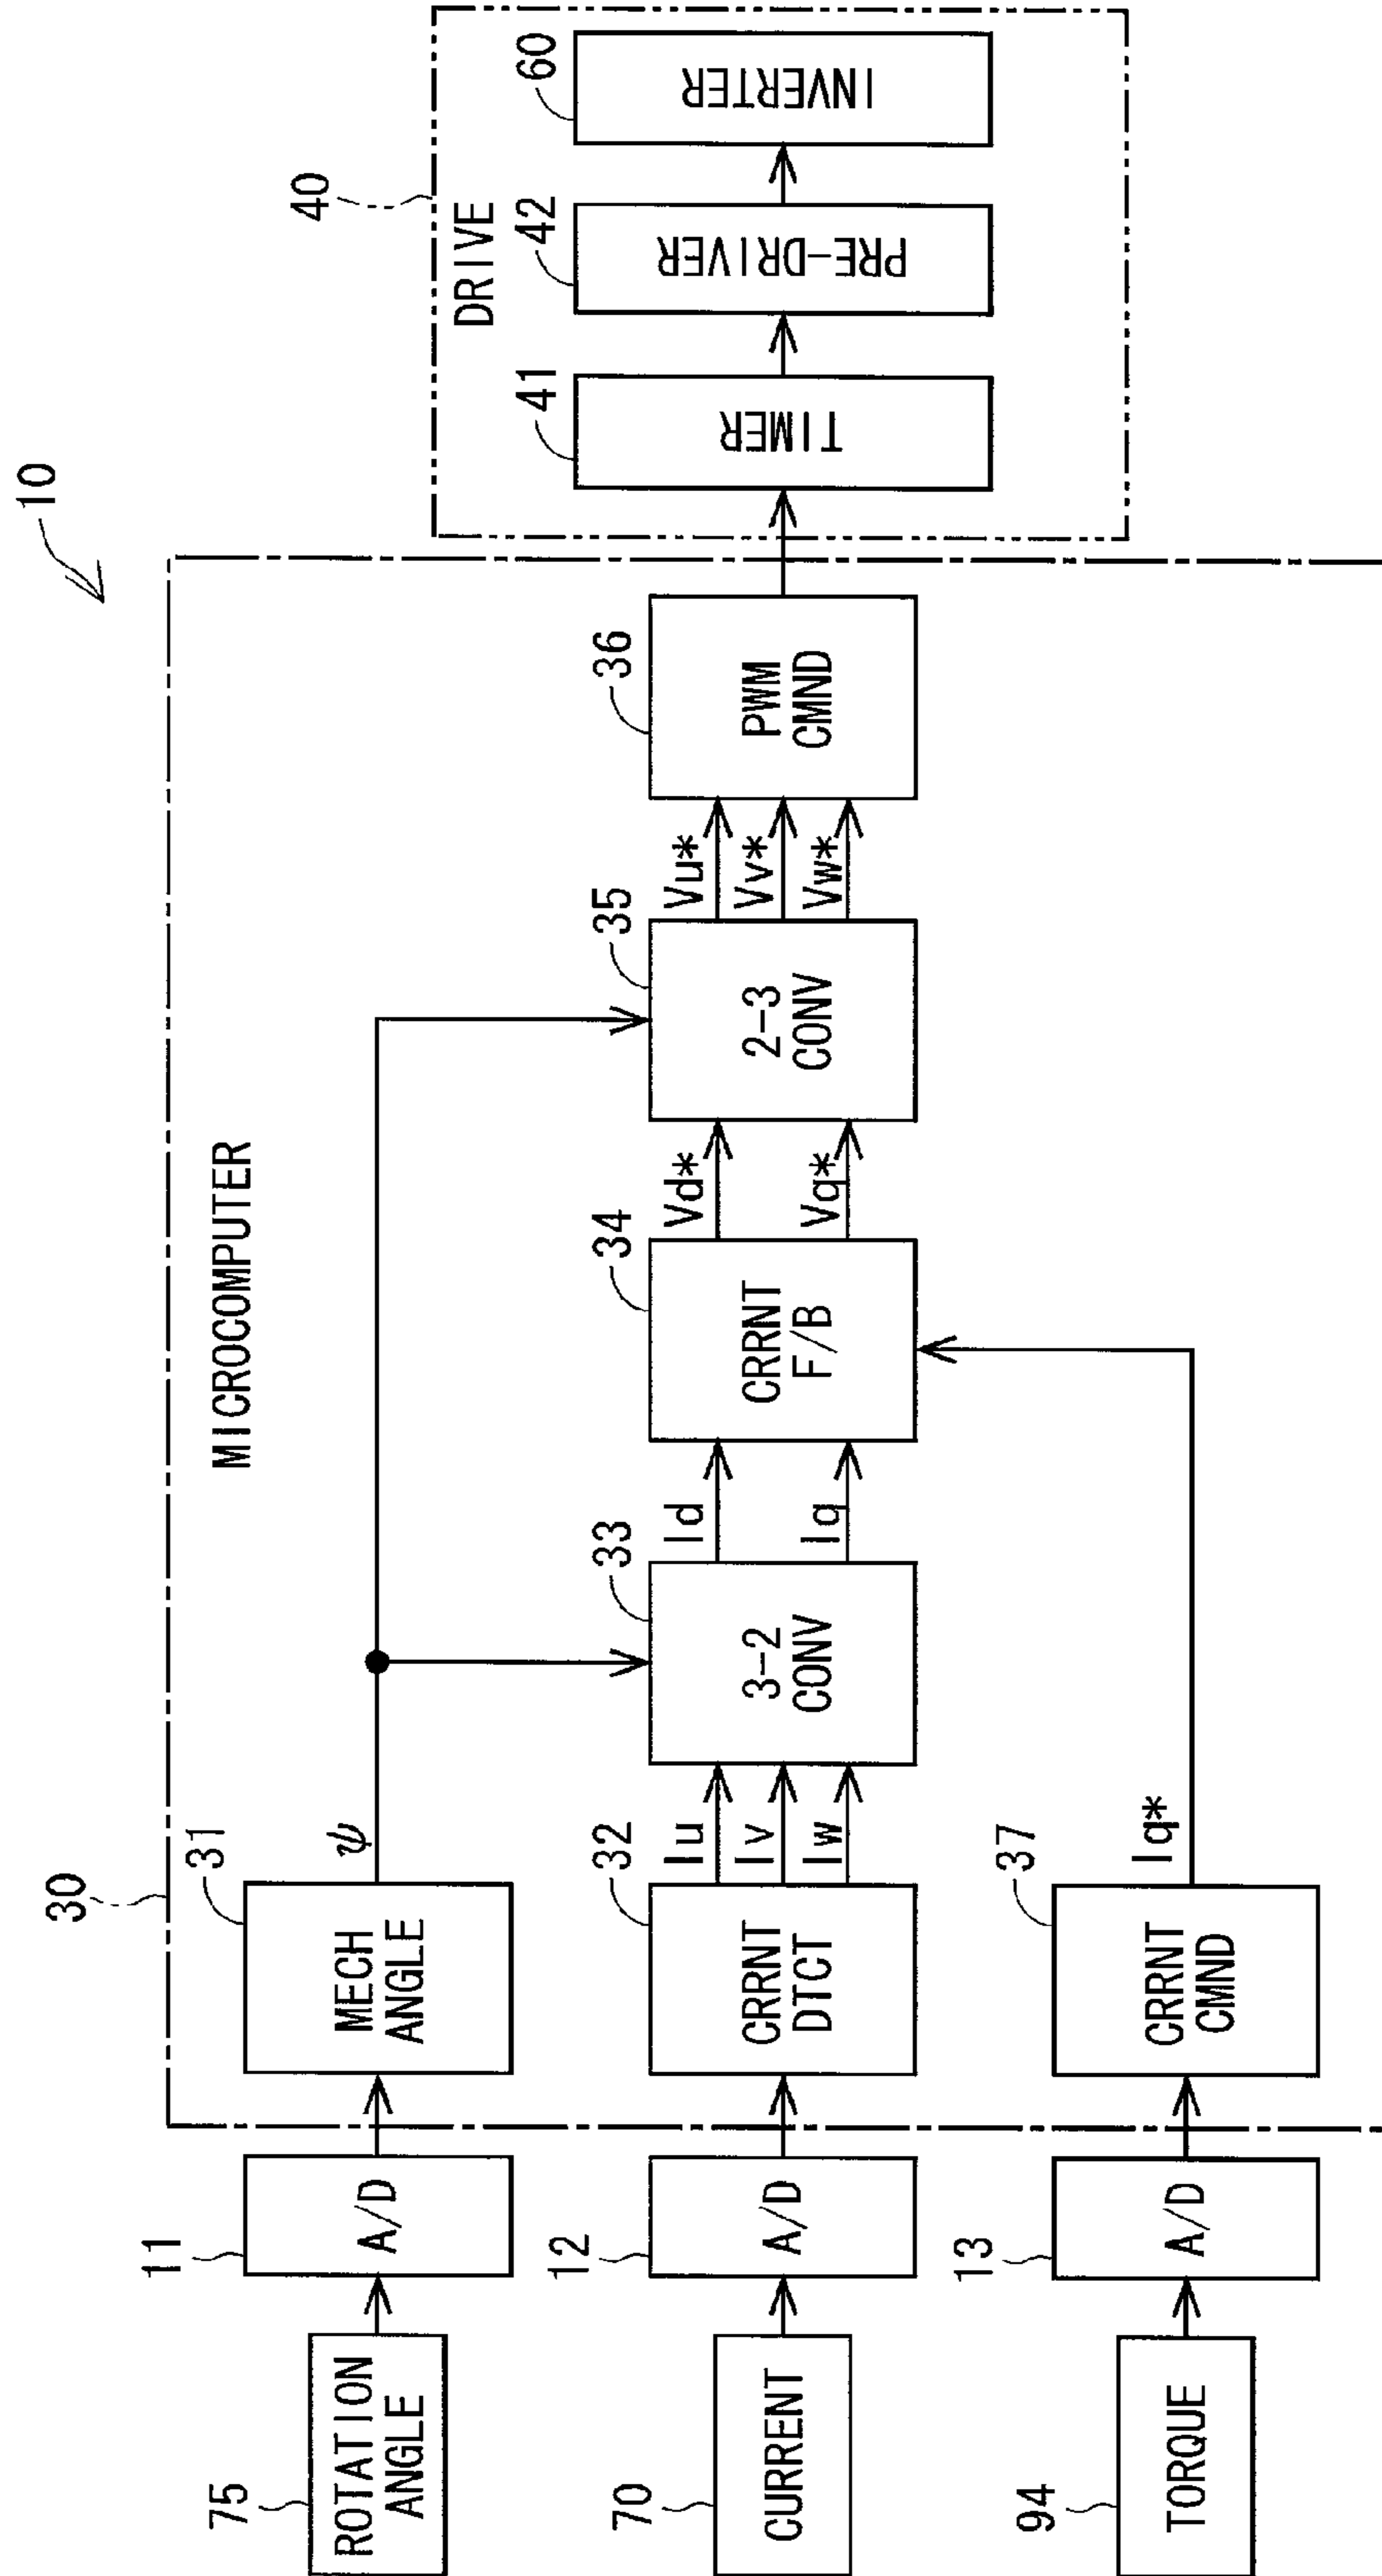 10
30
40
MICROCOMPUTER
DRIVE
75
ROTATION
ANGLE
11
A/D
31
MECH
ANGLE
ψ
70
CURRENT
12
A/D
32
CRRNT
DTCT
Iu
Iv
Iw
33
3-2
CONV
Id
Iq
34
CRRNT
F/B
Vd*
Vq*
35
2-3
CONV
Vu*
Vv*
Vw*
36
PWM
CMND
41
TIMER
42
PRE-DRIVER
60
INVERTER
94
TORQUE
13
A/D
37
CRRNT
CMND
Iq*